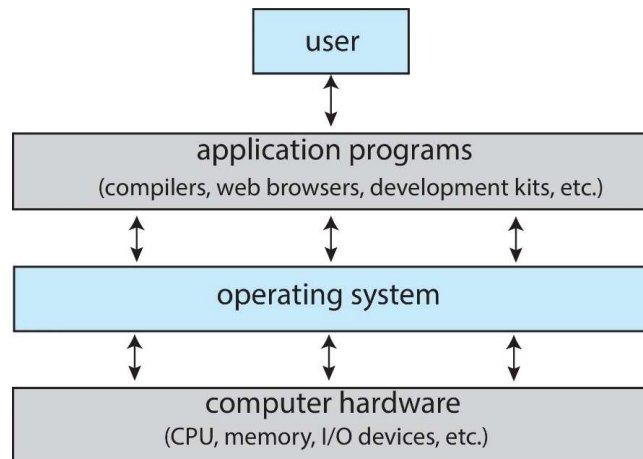 user
application programs
(compilers, web browsers, development kits, etc.)
operating system
computer hardware
(CPU, memory, I/O devices, etc.)